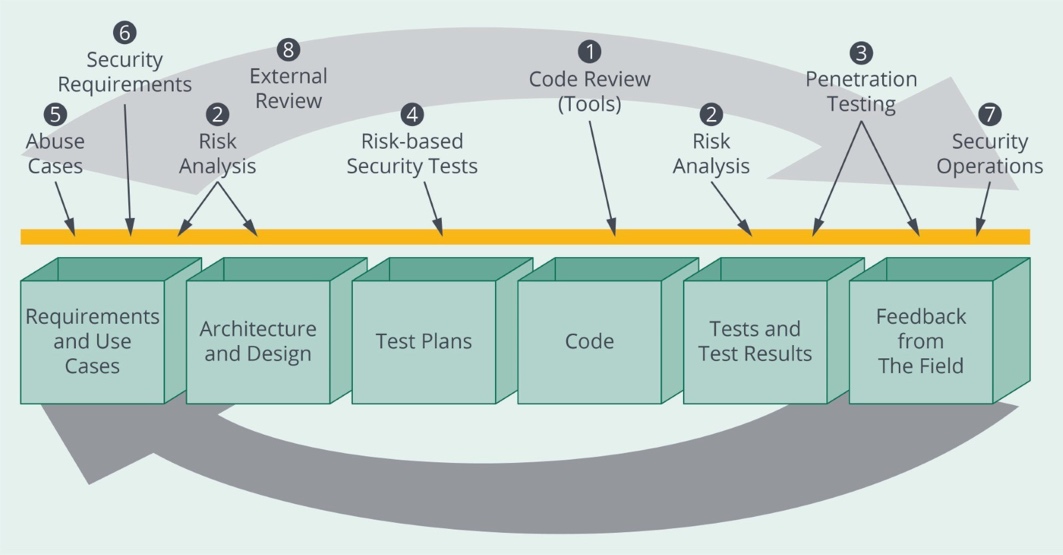 6
Security
Requirements
8
External
Review
1
Code Review
(Tools)
3
Penetration
Testing
5
Abuse
Cases
2
Risk
Analysis
4
Risk-based
Security Tests
2
Risk
Analysis
7
Security
Operations
Requirements
and Use
Cases
Architecture
and Design
Test Plans
Code
Tests and
Test Results
Feedback
from
The Field